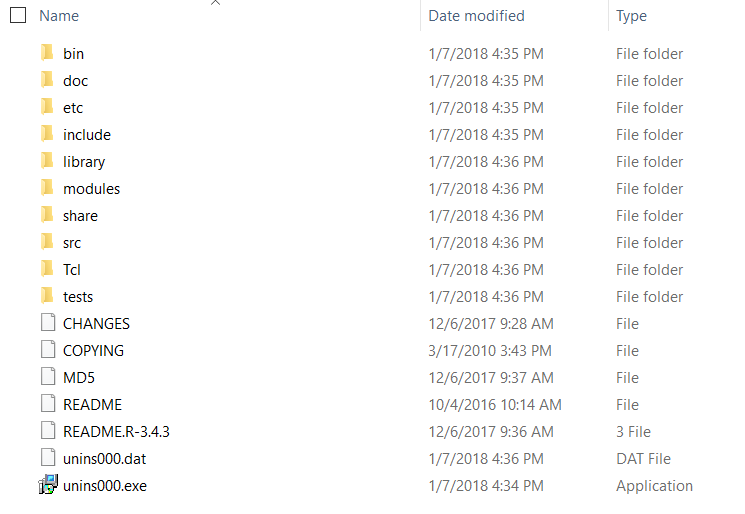 Name Date modified Type
bin 1/7/2018 4:35 PM File folder
doc 1/7/2018 4:35 PM File folder
etc 1/7/2018 4:35 PM File folder
include 1/7/2018 4:35 PM File folder
library 1/7/2018 4:36 PM File folder
modules 1/7/2018 4:36 PM File folder
share 1/7/2018 4:36 PM File folder
src 1/7/2018 4:36 PM File folder
Tcl 1/7/2018 4:36 PM File folder
tests 1/7/2018 4:36 PM File folder
CHANGES 12/6/2017 9:28 AM File
COPYING 3/17/2010 3:43 PM File
MD5 12/6/2017 9:37 AM File
README 10/4/2016 10:14 AM File
README.R-3.4.3 12/6/2017 9:36 AM 3 File
unins000.dat 1/7/2018 4:36 PM DAT File
unins000.exe 1/7/2018 4:34 PM Application